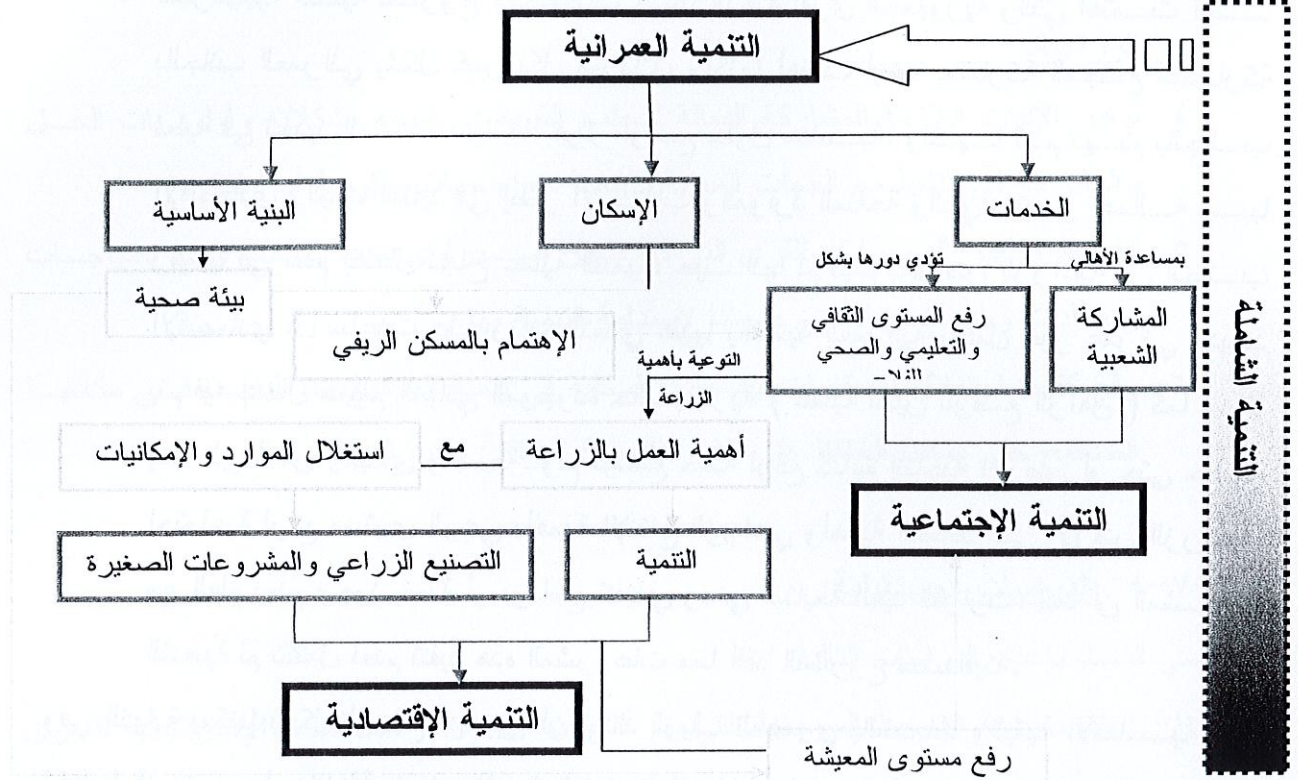 التنمية العمرانية
التنمية الشاملة
الخدمات
الإسكان
البنية الأساسية
بمساعدة الأهالي
تؤدي دورها بشكل
بيئة صحية
المشاركة
الشعبية
رفع المستوى الثقافي
والتعليمي والصحي
الإهتمام بالمسكن الريفي
التوعية بأهمية
الزراعة
أهمية العمل بالزراعة
مع
استغلال الموارد والإمكانيات
التنمية الإجتماعية
التنمية
التصنيع الزراعي والمشروعات الصغيرة
التنمية الإقتصادية
رفع مستوى المعيشة